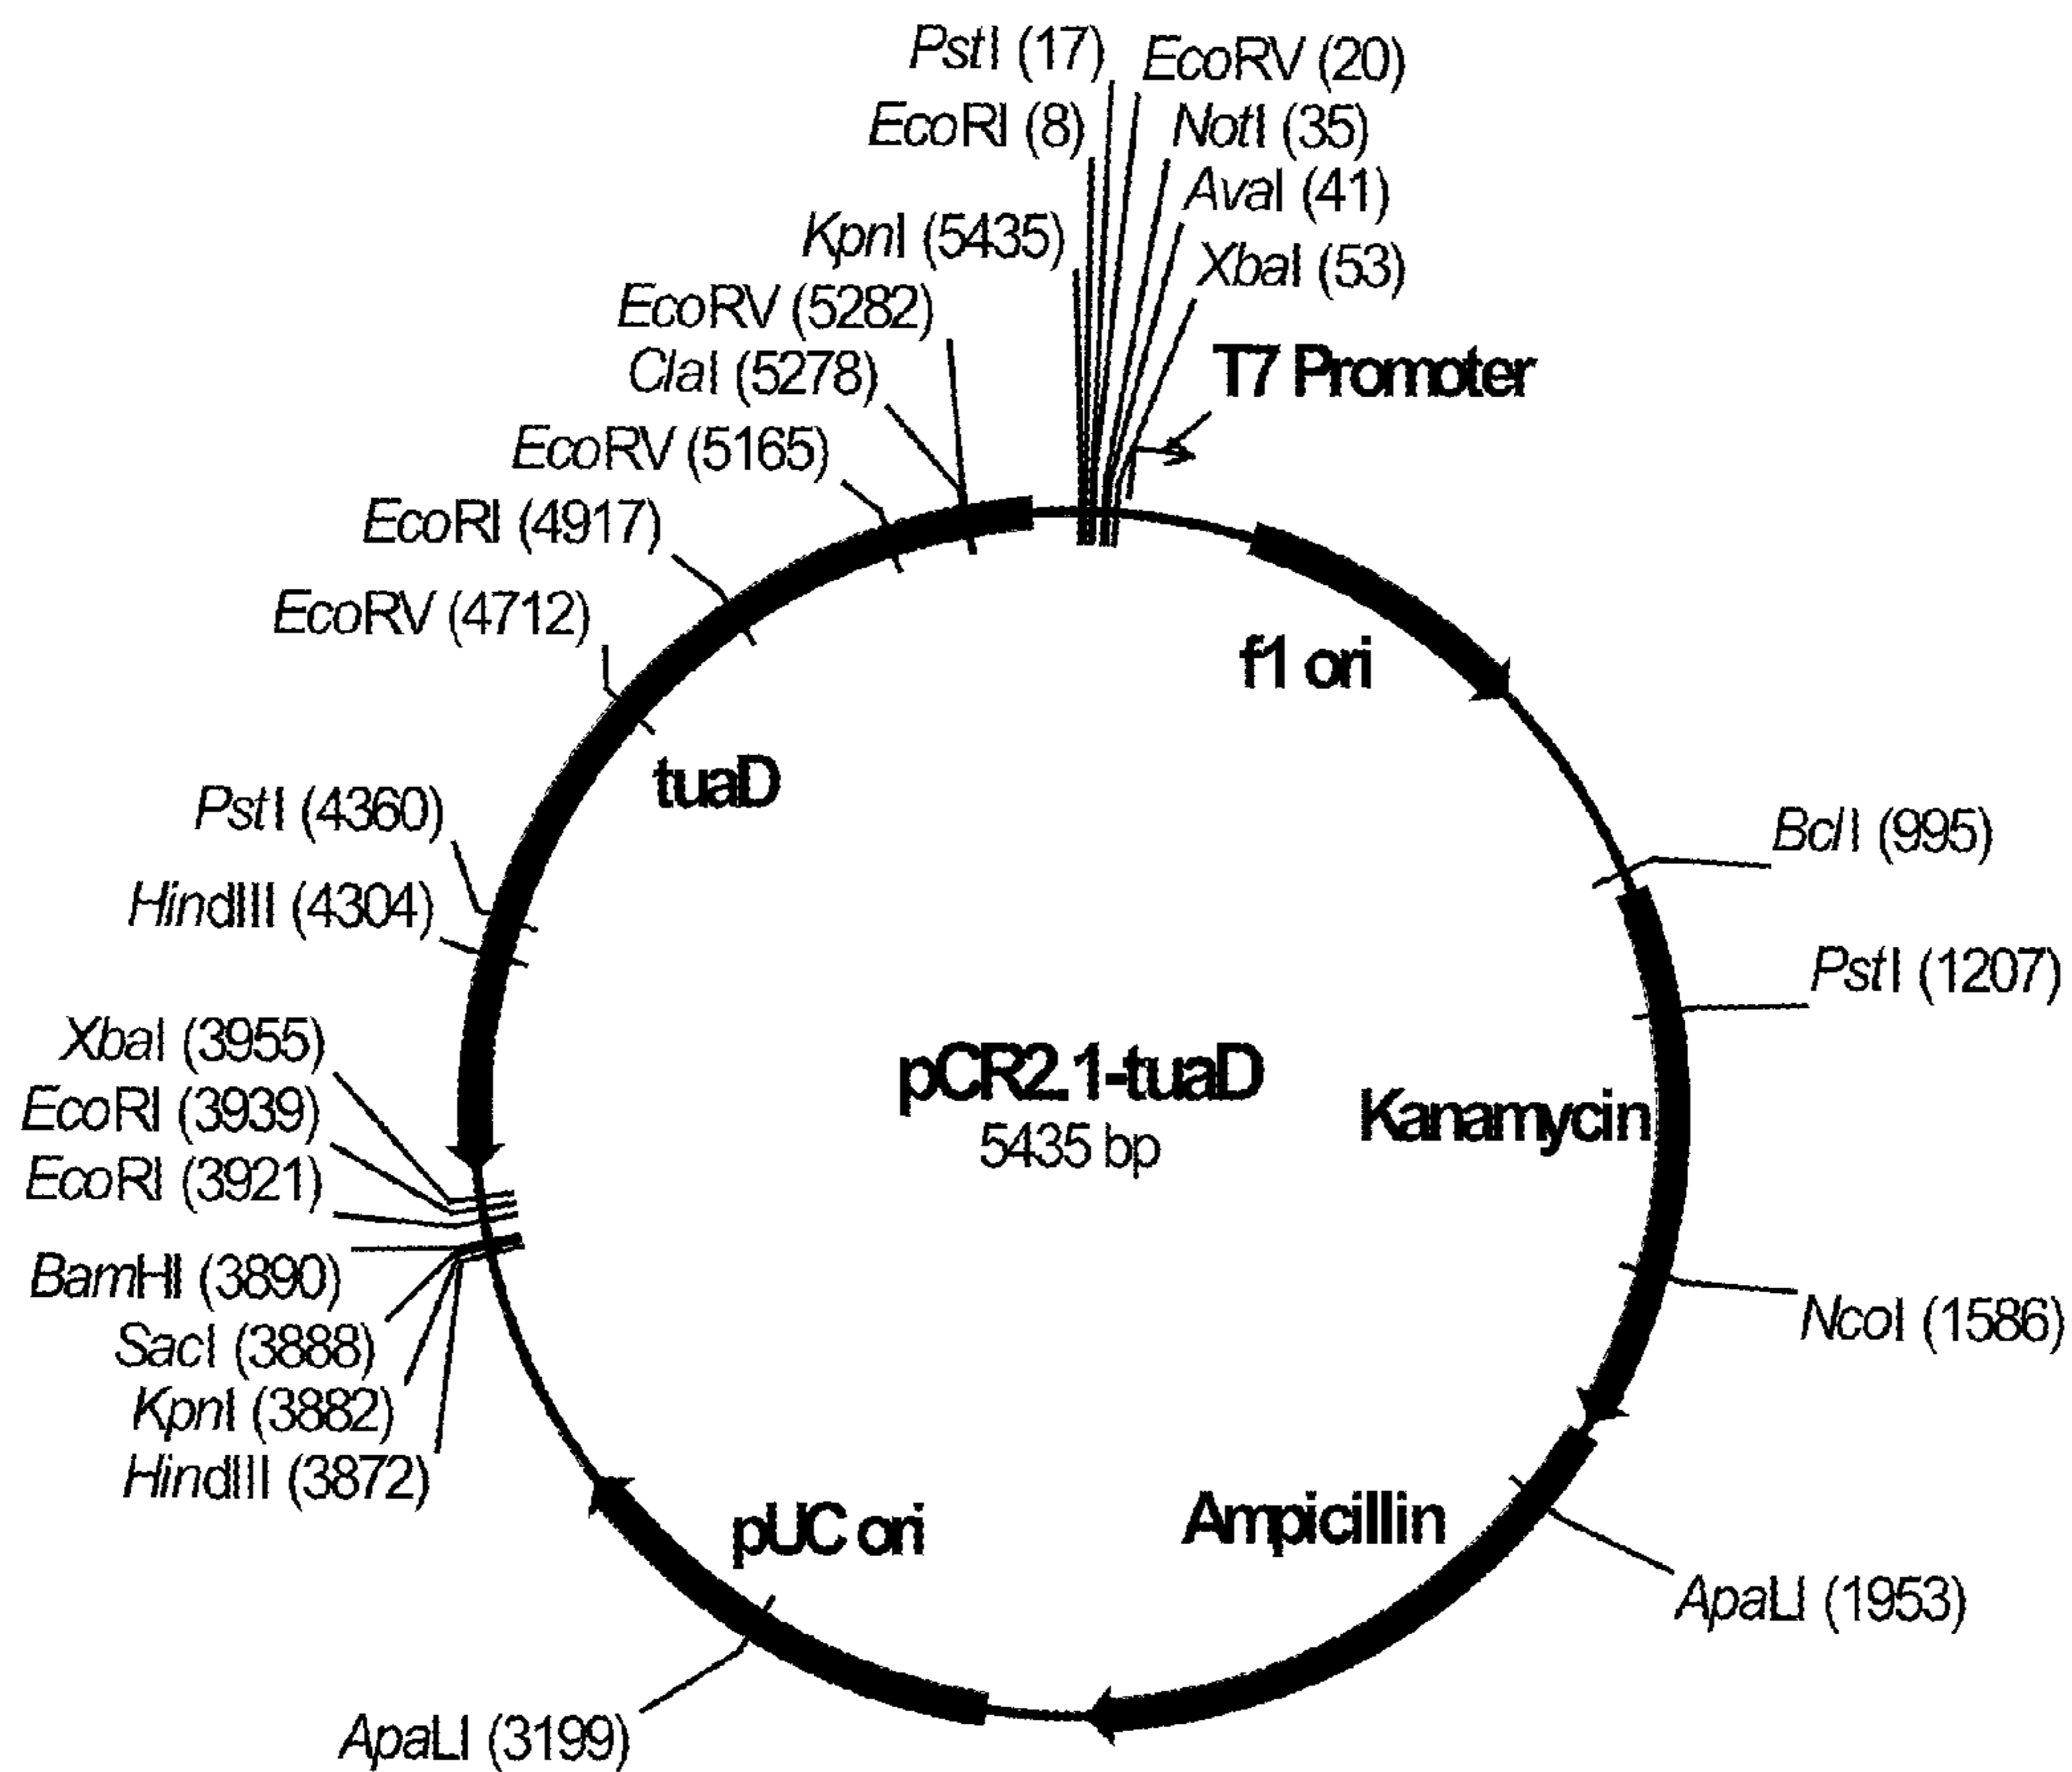 PstI (17)
EcoRV (20)
EcoRI (8)
NotI (35)
AvaI (41)
KpnI (5435)
XbaI (53)
EcoRV (5282)
ClaI (5278)
T7 Promoter
EcoRV (5165)
EcoRI (4917)
EcoRV (4712)
f1 ori
tuaD
PstI (4360)
BclI (995)
HindIII (4304)
PstI (1207)
XbaI (3955)
pCR2.1-tuaD
EcoRI (3939)
Kanamycin
5435 bp
EcoRI (3921)
BamHI (3890)
NcoI (1586)
SacI (3888)
KpnI (3882)
HindIII (3872)
pUC ori
Ampicillin
ApaLI (1953)
ApaLI (3199)